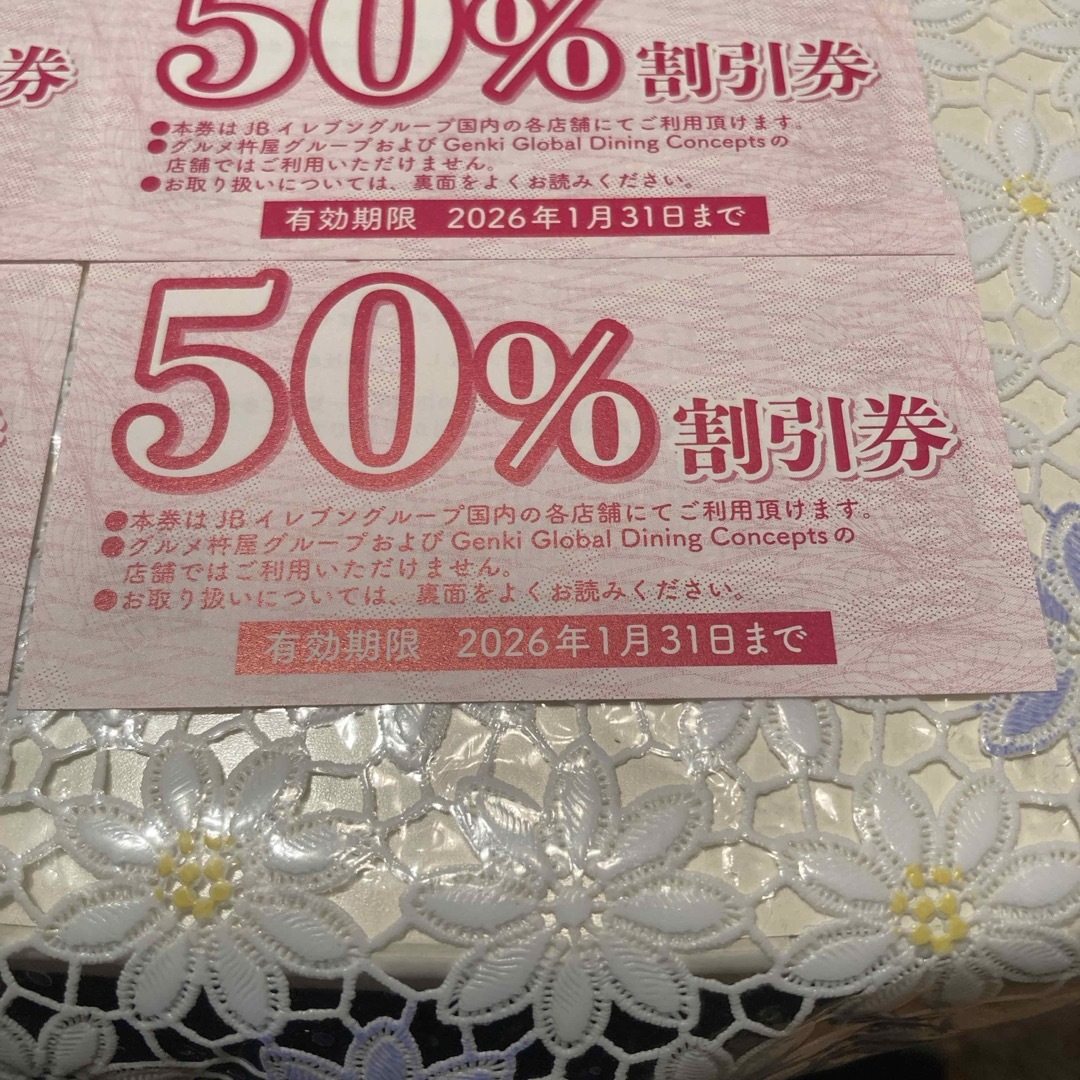 券
50%割引券
●本券はJBイレブングループ国内の各店舗にてご利用頂けます。
●グルメ杵屋グループおよびGenki Global Dining Conceptsの
店舗ではご利用いただけません。
●お取り扱いについては、裏面をよくお読みください。
有効期限 2026年1月31日まで
50%割引券
●本券はJBイレブングループ国内の各店舗にてご利用頂けます。
●グルメ杵屋グループおよびGenki Global Dining Conceptsの
店舗ではご利用いただけません。
●お取り扱いについては、裏面をよくお読みください。
有効期限 2026年1月31日まで